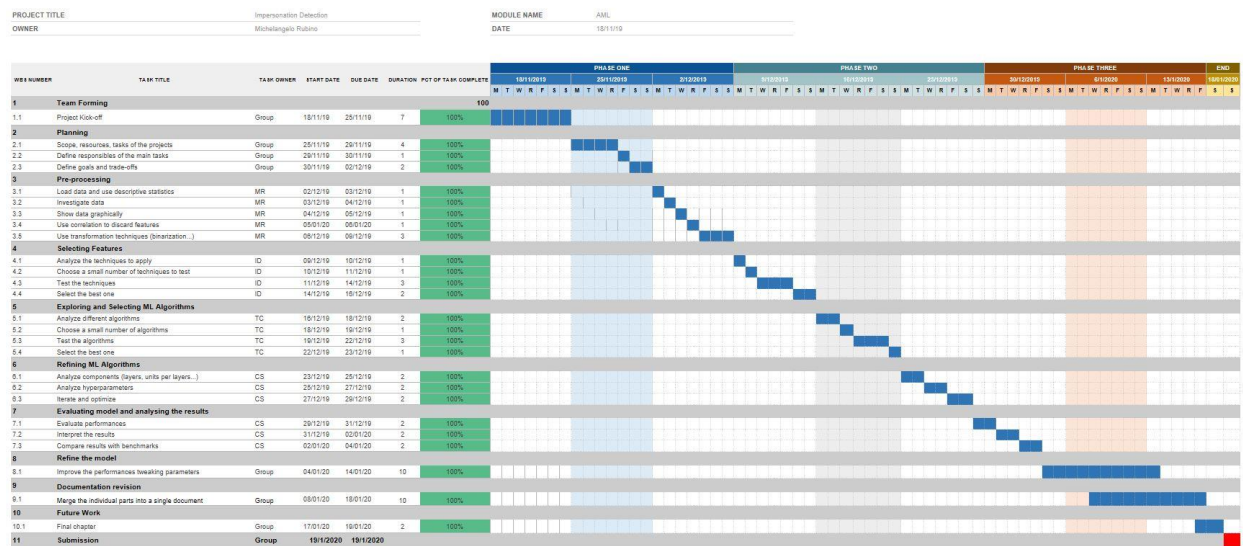 PROJECT TITLE Impersonation Detection MODULE NAME AML
OWNER Michelangelo Rubino DATE 18/11/19
PHASE ONE PHASE TWO PHASE THREE END
WBS NUMBER TASK TITLE TASK OWNER START DATE DUE DATE DURATION PCT OF TASK COMPLETE 18/11/2019 25/11/2019 2/12/2019 9/12/2019 16/12/2019 23/12/2019 30/12/2019 6/1/2020 13/1/2020 18/01/2020
M T W R F S S M T W R F S S M T W R F S S M T W R F S S M T W R F S S M T W R F S S M T W R F S S M T W R F S S M T W R F S S
1 Team Forming 100
1.1 Project Kick-off Group 18/11/19 25/11/19 7 100%
2 Planning
2.1 Scope, resources, tasks of the projects Group 25/11/19 29/11/19 4 100%
2.2 Define responsibles of the main tasks Group 29/11/19 30/11/19 1 100%
2.3 Define goals and trade-offs Group 30/11/19 02/12/19 2 100%
3 Pre-processing
3.1 Load data and use descriptive statistics MR 02/12/19 03/12/19 1 100%
3.2 Investigate data MR 03/12/19 04/12/19 1 100%
3.3 Show data graphically MR 04/12/19 05/12/19 1 100%
3.4 Use correlation to discard features MR 05/01/20 06/01/20 1 100%
3.5 Use transformation techniques (binarization...) MR 06/12/19 09/12/19 3 100%
4 Selecting Features
4.1 Analyze the techniques to apply ID 09/12/19 10/12/19 1 100%
4.2 Choose a small number of techniques to test ID 10/12/19 11/12/19 1 100%
4.3 Test the techniques ID 11/12/19 14/12/19 3 100%
4.4 Select the best one ID 14/12/19 16/12/19 2 100%
5 Exploring and Selecting ML Algorithms
5.1 Analyze different algorithms TC 16/12/19 18/12/19 2 100%
5.2 Choose a small number of algorithms TC 18/12/19 19/12/19 1 100%
5.3 Test the algorithms TC 19/12/19 22/12/19 3 100%
5.4 Select the best one TC 22/12/19 23/12/19 1 100%
6 Refining ML Algorithms
6.1 Analyze components (layers, units per layers...) CS 23/12/19 25/12/19 2 100%
6.2 Analyze hyperparameters CS 25/12/19 27/12/19 2 100%
6.3 Iterate and optimize CS 27/12/19 29/12/19 2 100%
7 Evaluating model and analysing the results
7.1 Evaluate performances CS 29/12/19 31/12/19 2 100%
7.2 Interpret the results CS 31/12/19 02/01/20 2 100%
7.3 Compare results with benchmarks CS 02/01/20 04/01/20 2 100%
8 Refine the model
8.1 Improve the performances tweaking parameters Group 04/01/20 14/01/20 10 100%
9 Documentation revision
9.1 Merge the individual parts into a single document Group 08/01/20 18/01/20 10 100%
10 Future Work
10.1 Final chapter Group 17/01/20 19/01/20 2 100%
11 Submission Group 19/1/2020 19/1/2020